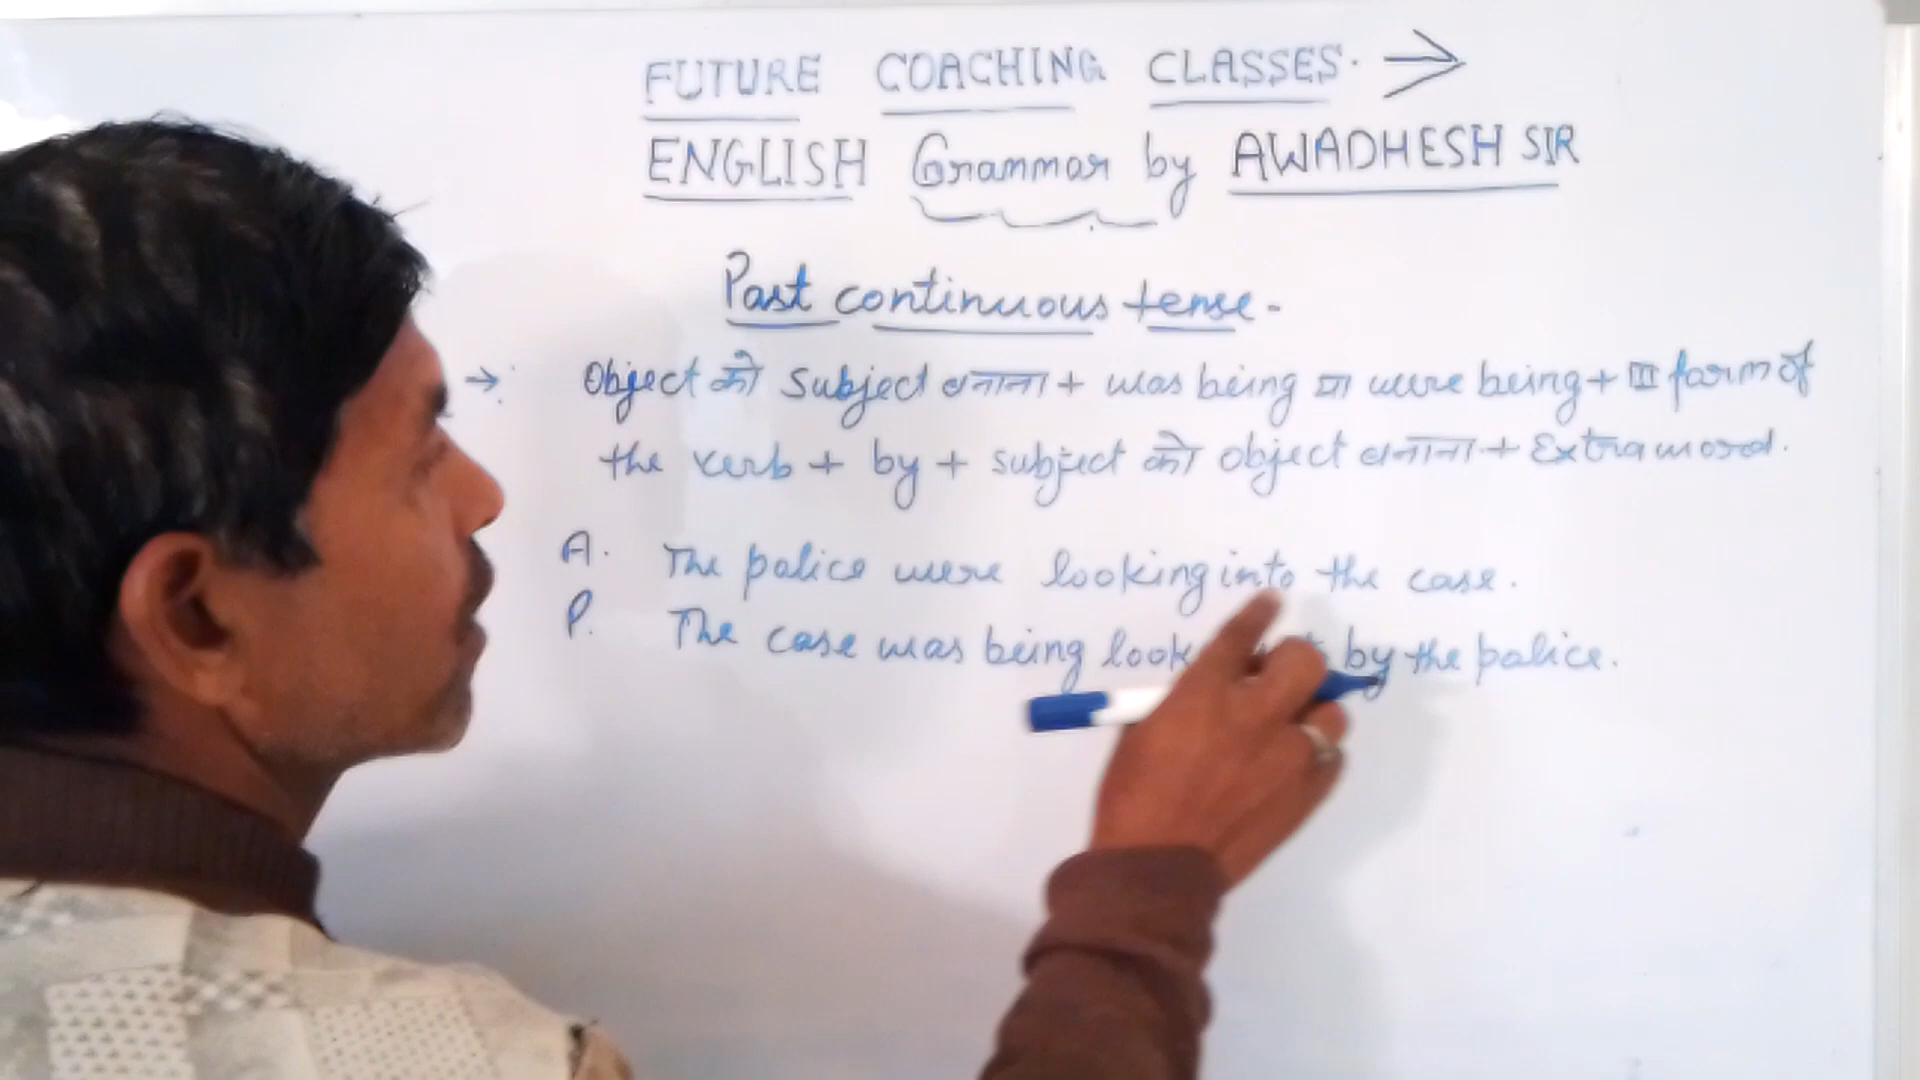 FUTURE COACHING CLASSES. →
ENGLISH Grammar by AWADHESH SIR
Past continuous tense -
→ Object को Subject बनाना + was being या were being + III form of
the verb + by + subject को object बनाना + Extra word.
A. The police were looking into the case.
P. The case was being by the police.